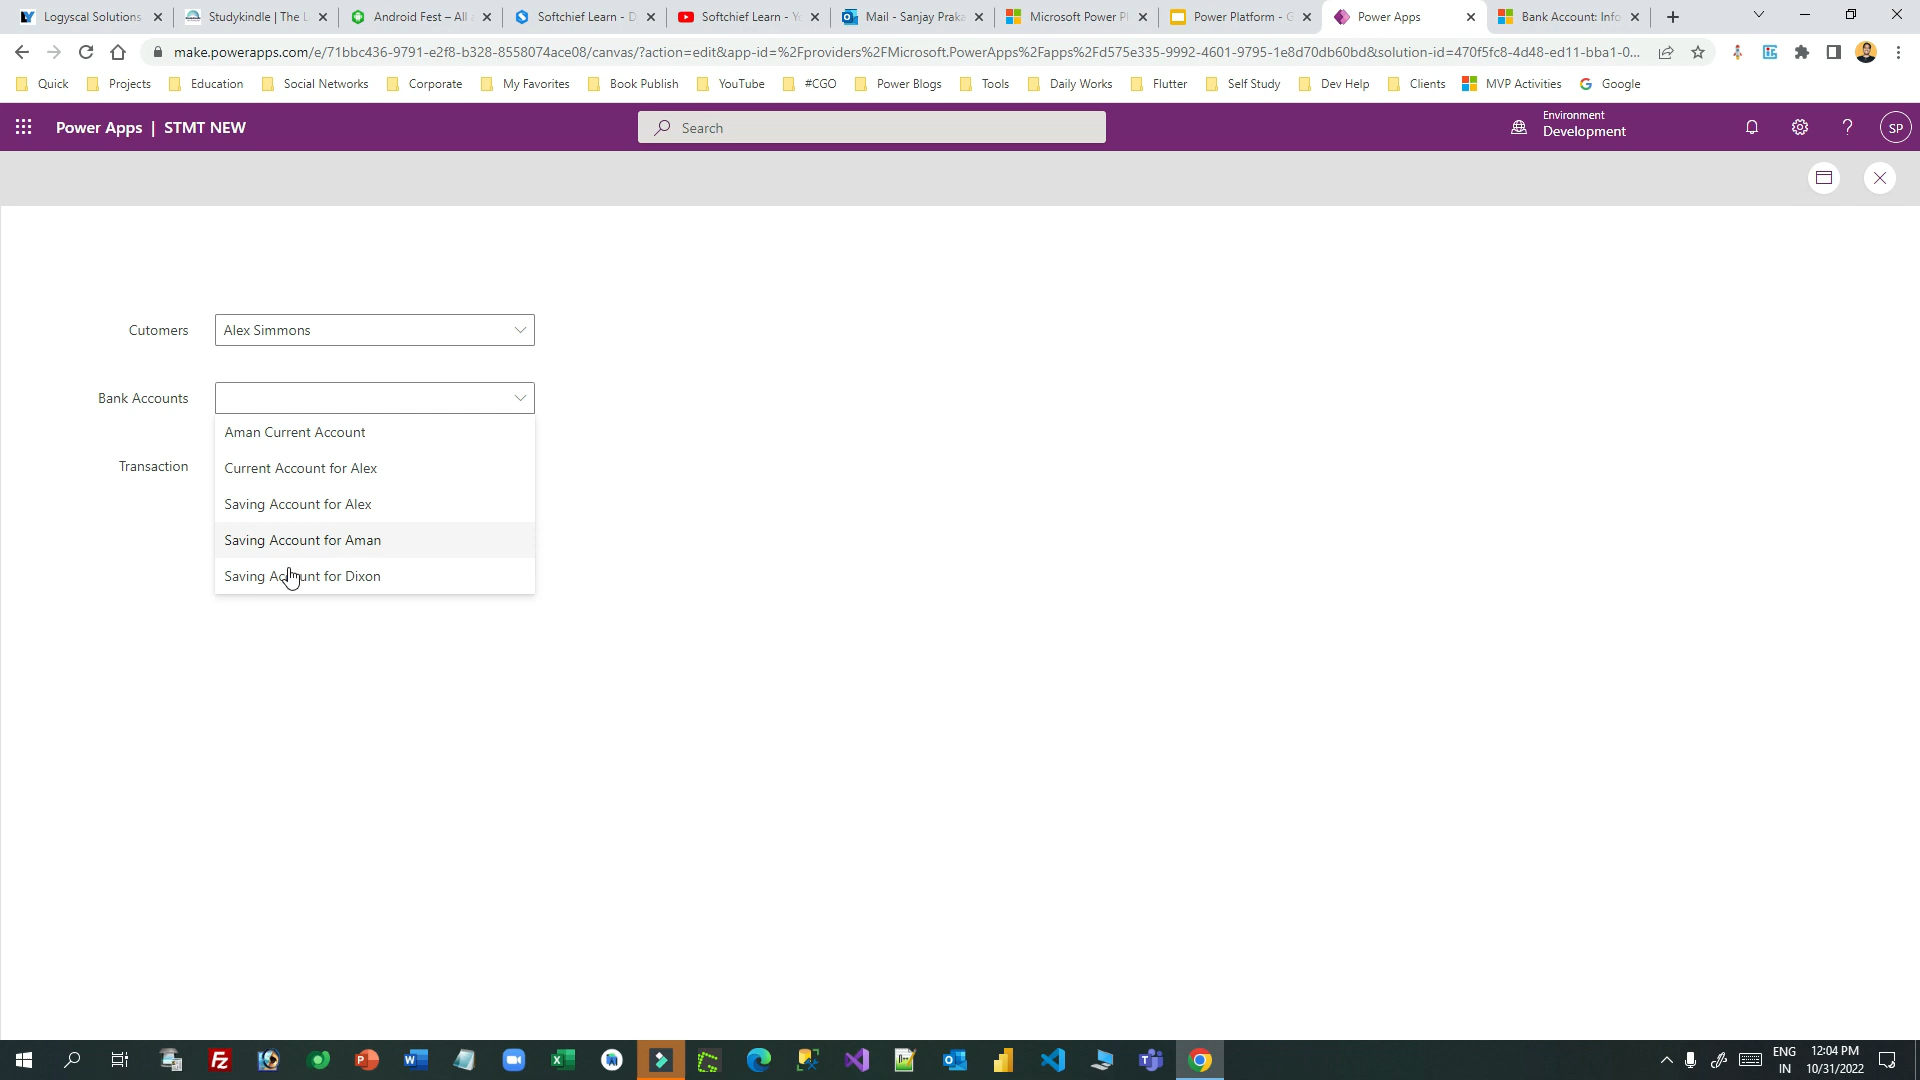 Logyscal Solutions
Studykindle | The L
Android Fest – All
Softchief Learn - D
Softchief Learn - Yo
Mail - Sanjay Praka
Microsoft Power Pl
Power Platform - G
Power Apps
Bank Account: Info
make.powerapps.com/e/71bbc436-9791-e2f8-b328-8558074ace08/canvas/?action=edit&app-id=%2Fproviders%2FMicrosoft.PowerApps%2Fapps%2Fd575e335-9992-4601-9795-1e8d70db60bd&solution-id=470f5fc8-4d48-ed11-bba1-0...
Quick
Projects
Education
Social Networks
Corporate
My Favorites
Book Publish
YouTube
#CGO
Power Blogs
Tools
Daily Works
Flutter
Self Study
Dev Help
Clients
MVP Activities
Google
Power Apps | STMT NEW
Search
Environment
Development
SP
Cutomers
Alex Simmons
Bank Accounts
Aman Current Account
Current Account for Alex
Transaction
Saving Account for Alex
Saving Account for Aman
Saving Account for Dixon
ENG
IN
12:04 PM
10/31/2022